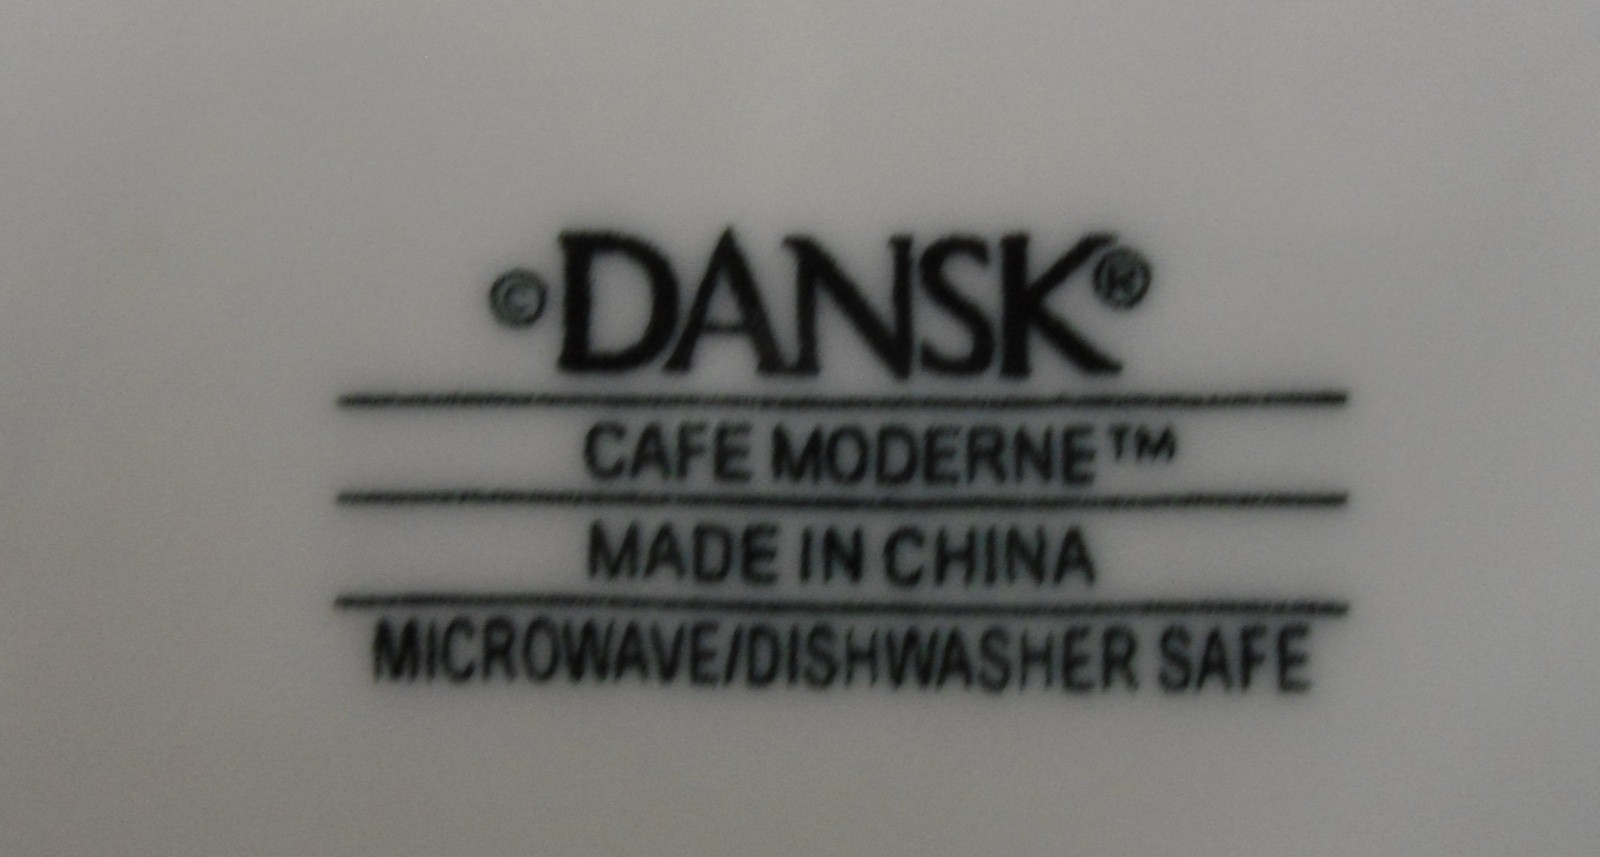 ©DANSK®
CAFE MODERNE™
MADE IN CHINA
MICROWAVE/DISHWASHER SAFE